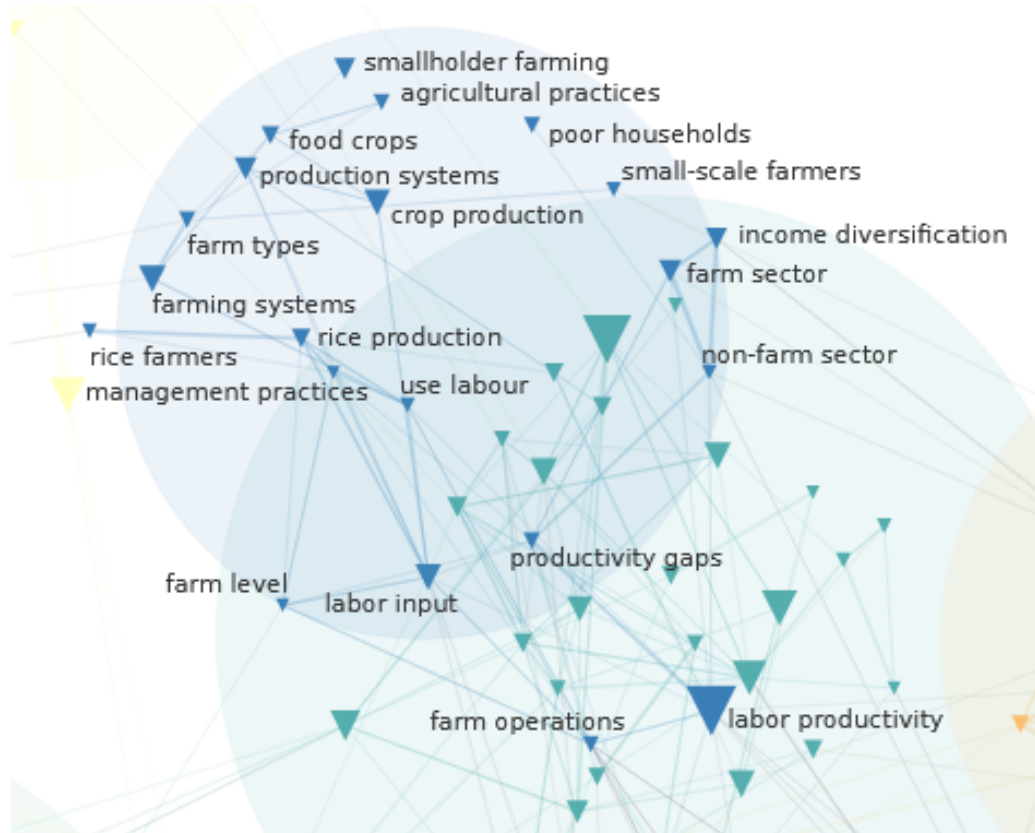 smallholder farming
agricultural practices
food crops
poor households
production systems
small-scale farmers
crop production
farm types
income diversification
farm sector
farming systems
rice production
rice farmers
non-farm sector
management practices
use labour
productivity gaps
farm level
labor input
farm operations
labor productivity